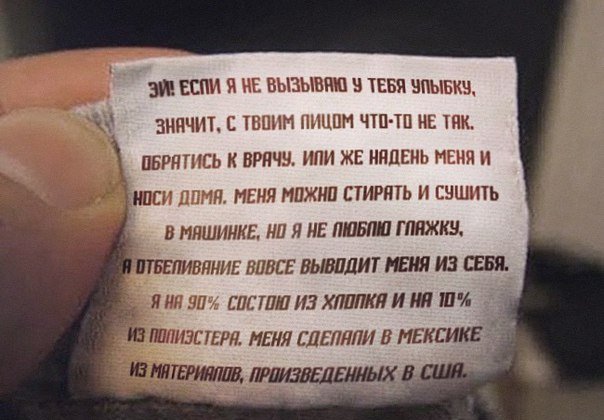 ЭЙ! ЕСЛИ Я НЕ ВЫЗЫВАЮ У ТЕБЯ УЛЫБКУ,
ЗНАЧИТ, С ТВОИМ ЛИЦОМ ЧТО-ТО НЕ ТАК.
ОБРАТИСЬ К ВРАЧУ. ИЛИ ЖЕ НАДЕНЬ МЕНЯ И
НОСИ ДОМА. МЕНЯ МОЖНО СТИРАТЬ И СУШИТЬ
В МАШИНКЕ, НО Я НЕ ЛЮБЛЮ ГЛАЖКУ,
А ОТБЕЛИВАНИЕ ВОВСЕ ВЫВОДИТ МЕНЯ ИЗ СЕБЯ.
Я НА 90% СОСТОЮ ИЗ ХЛОПКА И НА 10%
ИЗ ПОЛИЭСТЕРА. МЕНЯ СДЕЛАЛИ В МЕКСИКЕ
ИЗ МАТЕРИАЛОВ, ПРОИЗВЕДЕННЫХ В США.